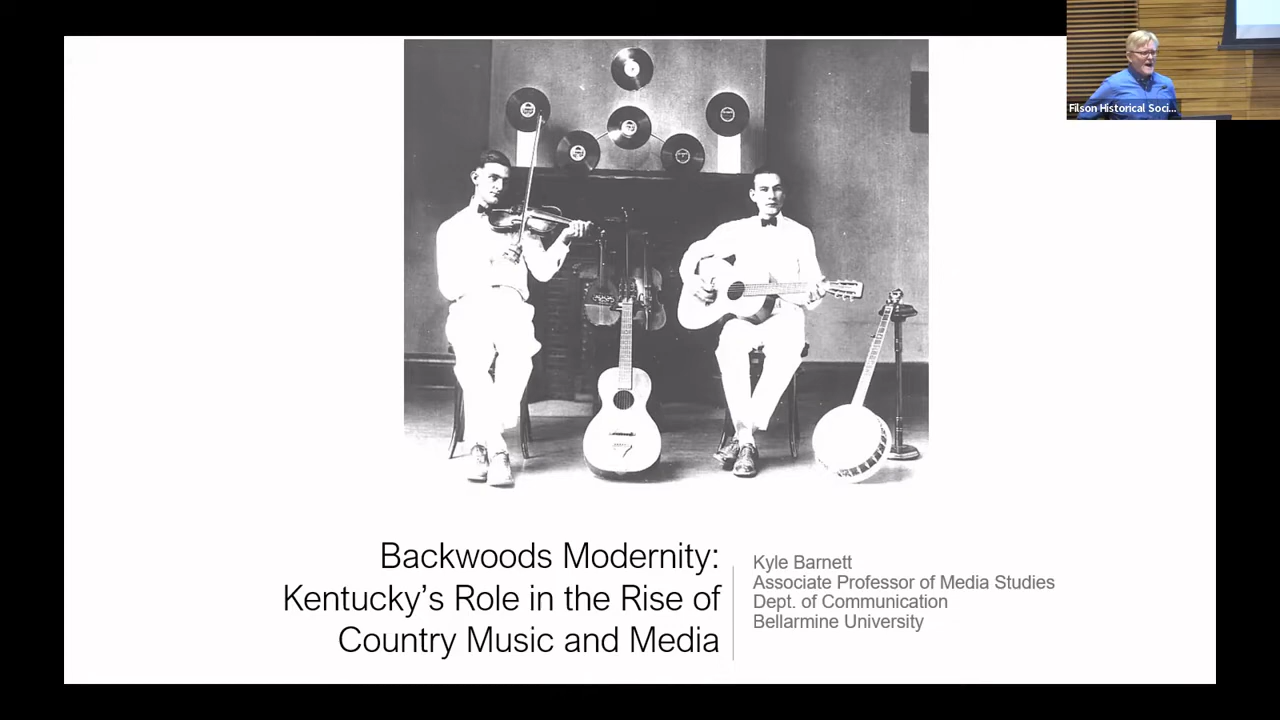 Filson Historical Soci...
Backwoods Modernity:
Kentucky's Role in the Rise of
Country Music and Media
Kyle Barnett
Associate Professor of Media Studies
Dept. of Communication
Bellarmine University